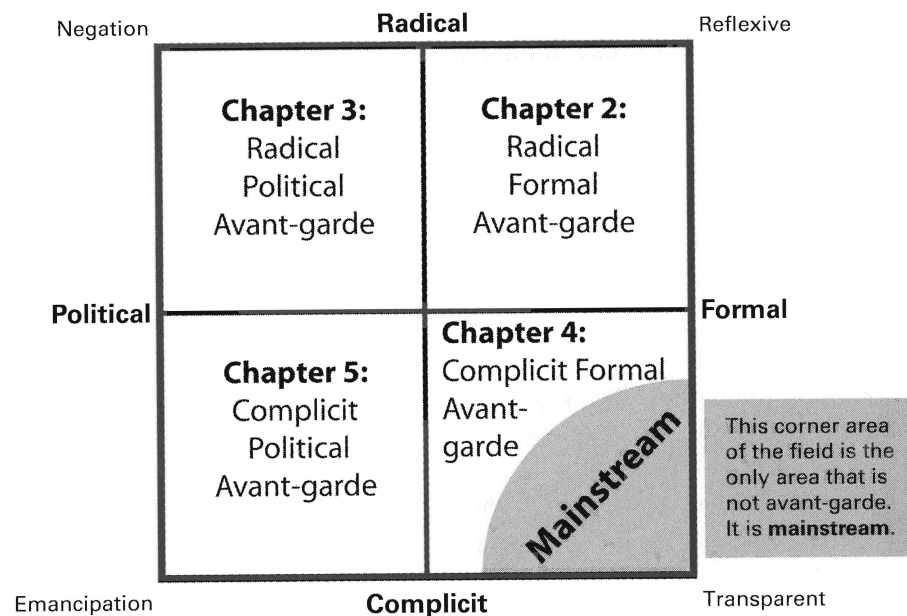 Negation
Radical
Reflexive
Chapter 3:
Radical
Political
Avant-garde
Chapter 2:
Radical
Formal
Avant-garde
Political
Formal
Chapter 5:
Complicit
Political
Avant-garde
Chapter 4:
Complicit Formal
Avant-
garde
Mainstream
This corner area
of the field is the
only area that is
not avant-garde.
It is mainstream.
Emancipation
Complicit
Transparent